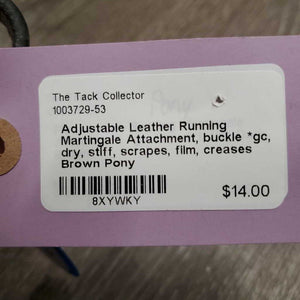 The Tack Collector
1003729-53
Adjustable Leather Running
Martingale Attachment, buckle *gc,
dry, stiff, scrapes, film, creases
Brown Pony
8XYWKY
$14.00